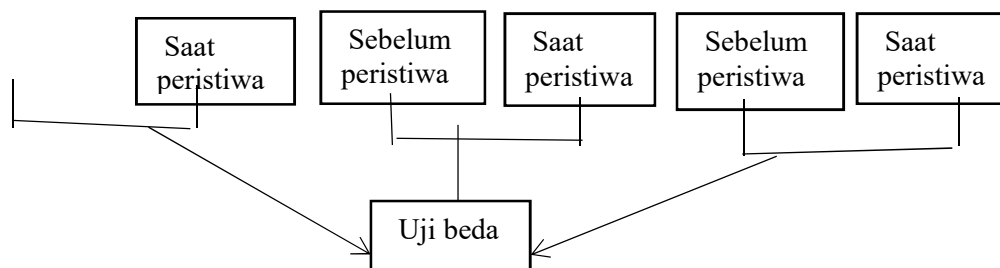 Saat
peristiwa
Sebelum
peristiwa
Saat
peristiwa
Sebelum
peristiwa
Saat
peristiwa
Uji beda